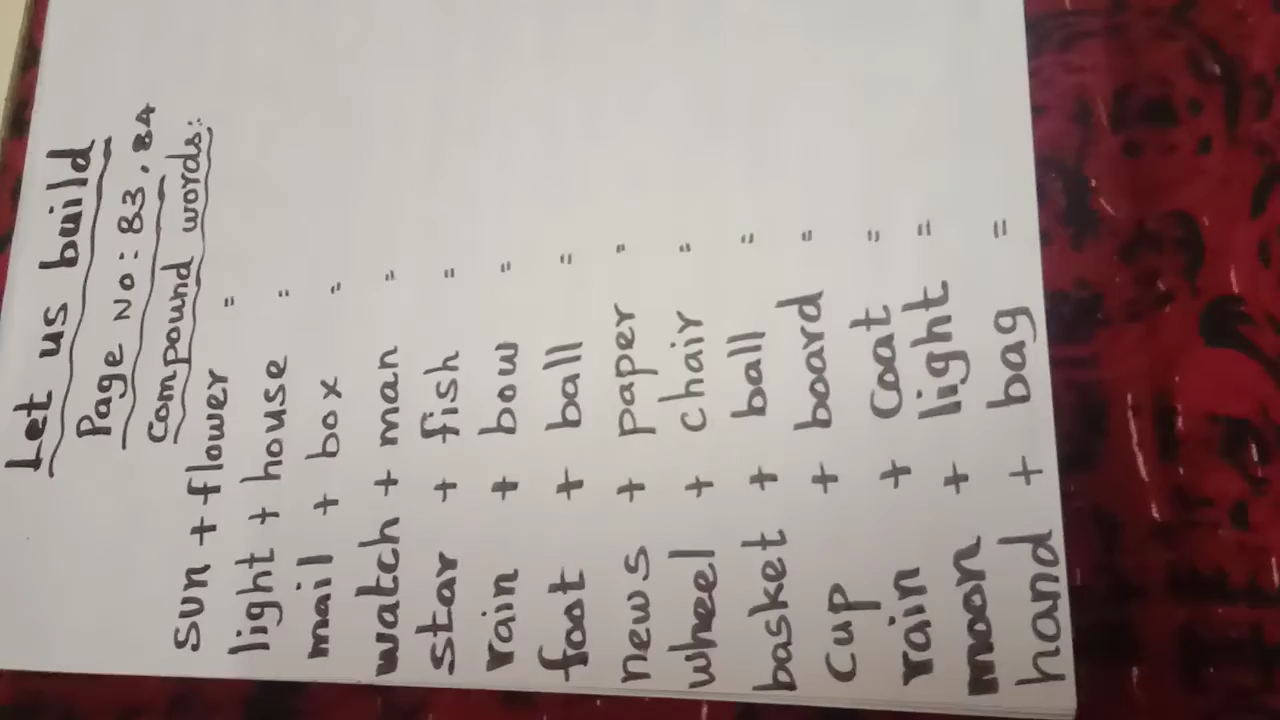 Let us build
Page No: 83, 84
Compound words:
sun + flower =
light + house =
mail + box =
watch + man =
star + fish =
rain + bow =
foot + ball =
news + paper =
wheel + chair =
basket + ball =
cup + board =
rain + coat =
moon + light =
hand + bag =